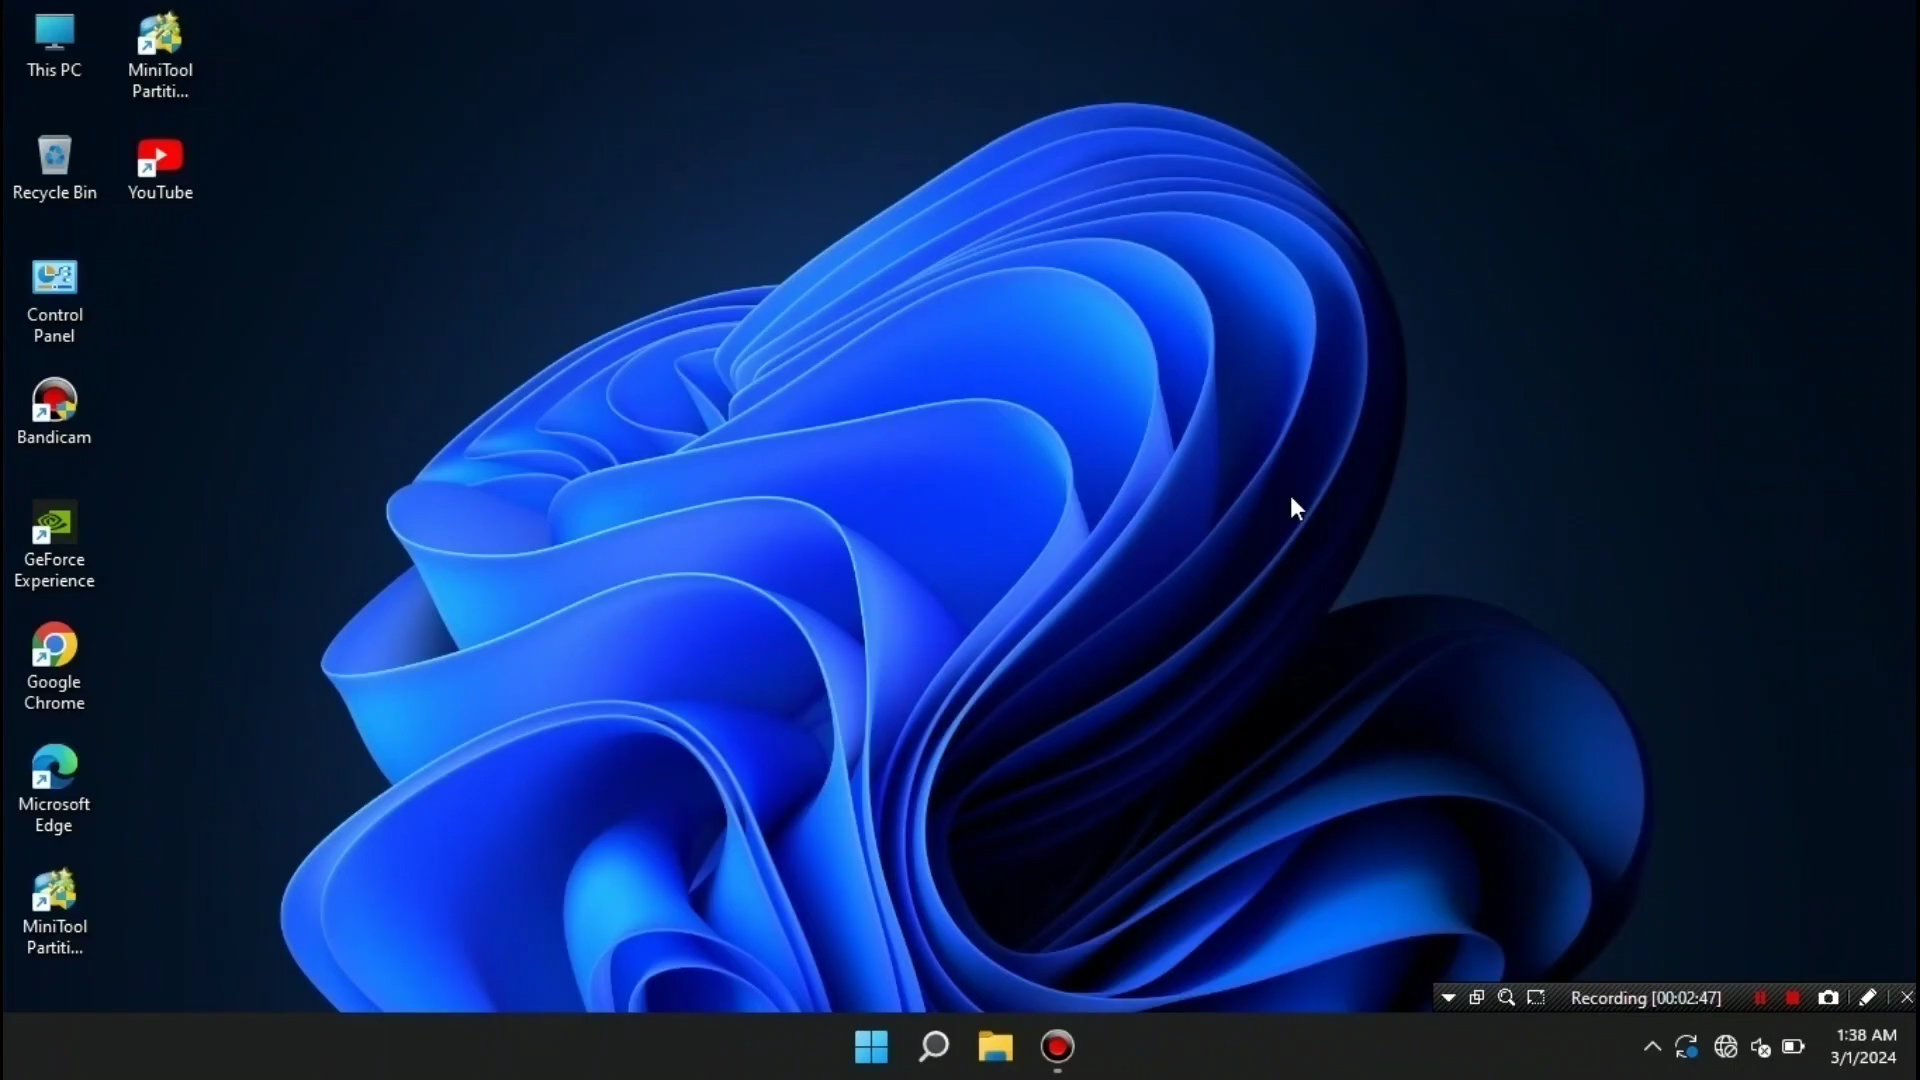 This PC
MiniTool
Partiti...
Recycle Bin
YouTube
Control
Panel
Bandicam
GeForce
Experience
Google
Chrome
Microsoft
Edge
MiniTool
Partiti...
Recording [00:02:47]
1:38 AM
3/1/2024